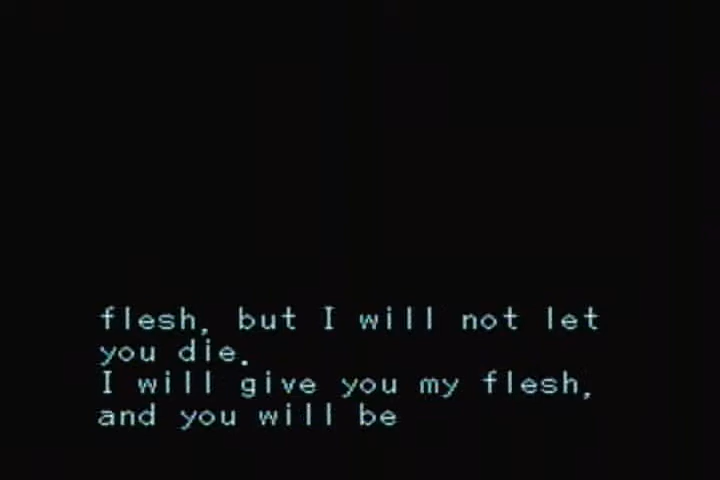 flesh, but I will not let
you die.
I will give you my flesh,
and you will be